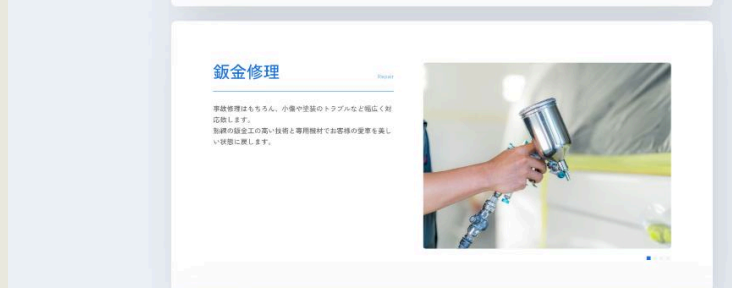 鈑金修理
Repair
事故修理はもちろん、小傷や塗装のトラブルなど幅広く対
応致します。
熟練の鈑金工の高い技術と専用機材でお客様の愛車を美し
い状態に戻します。